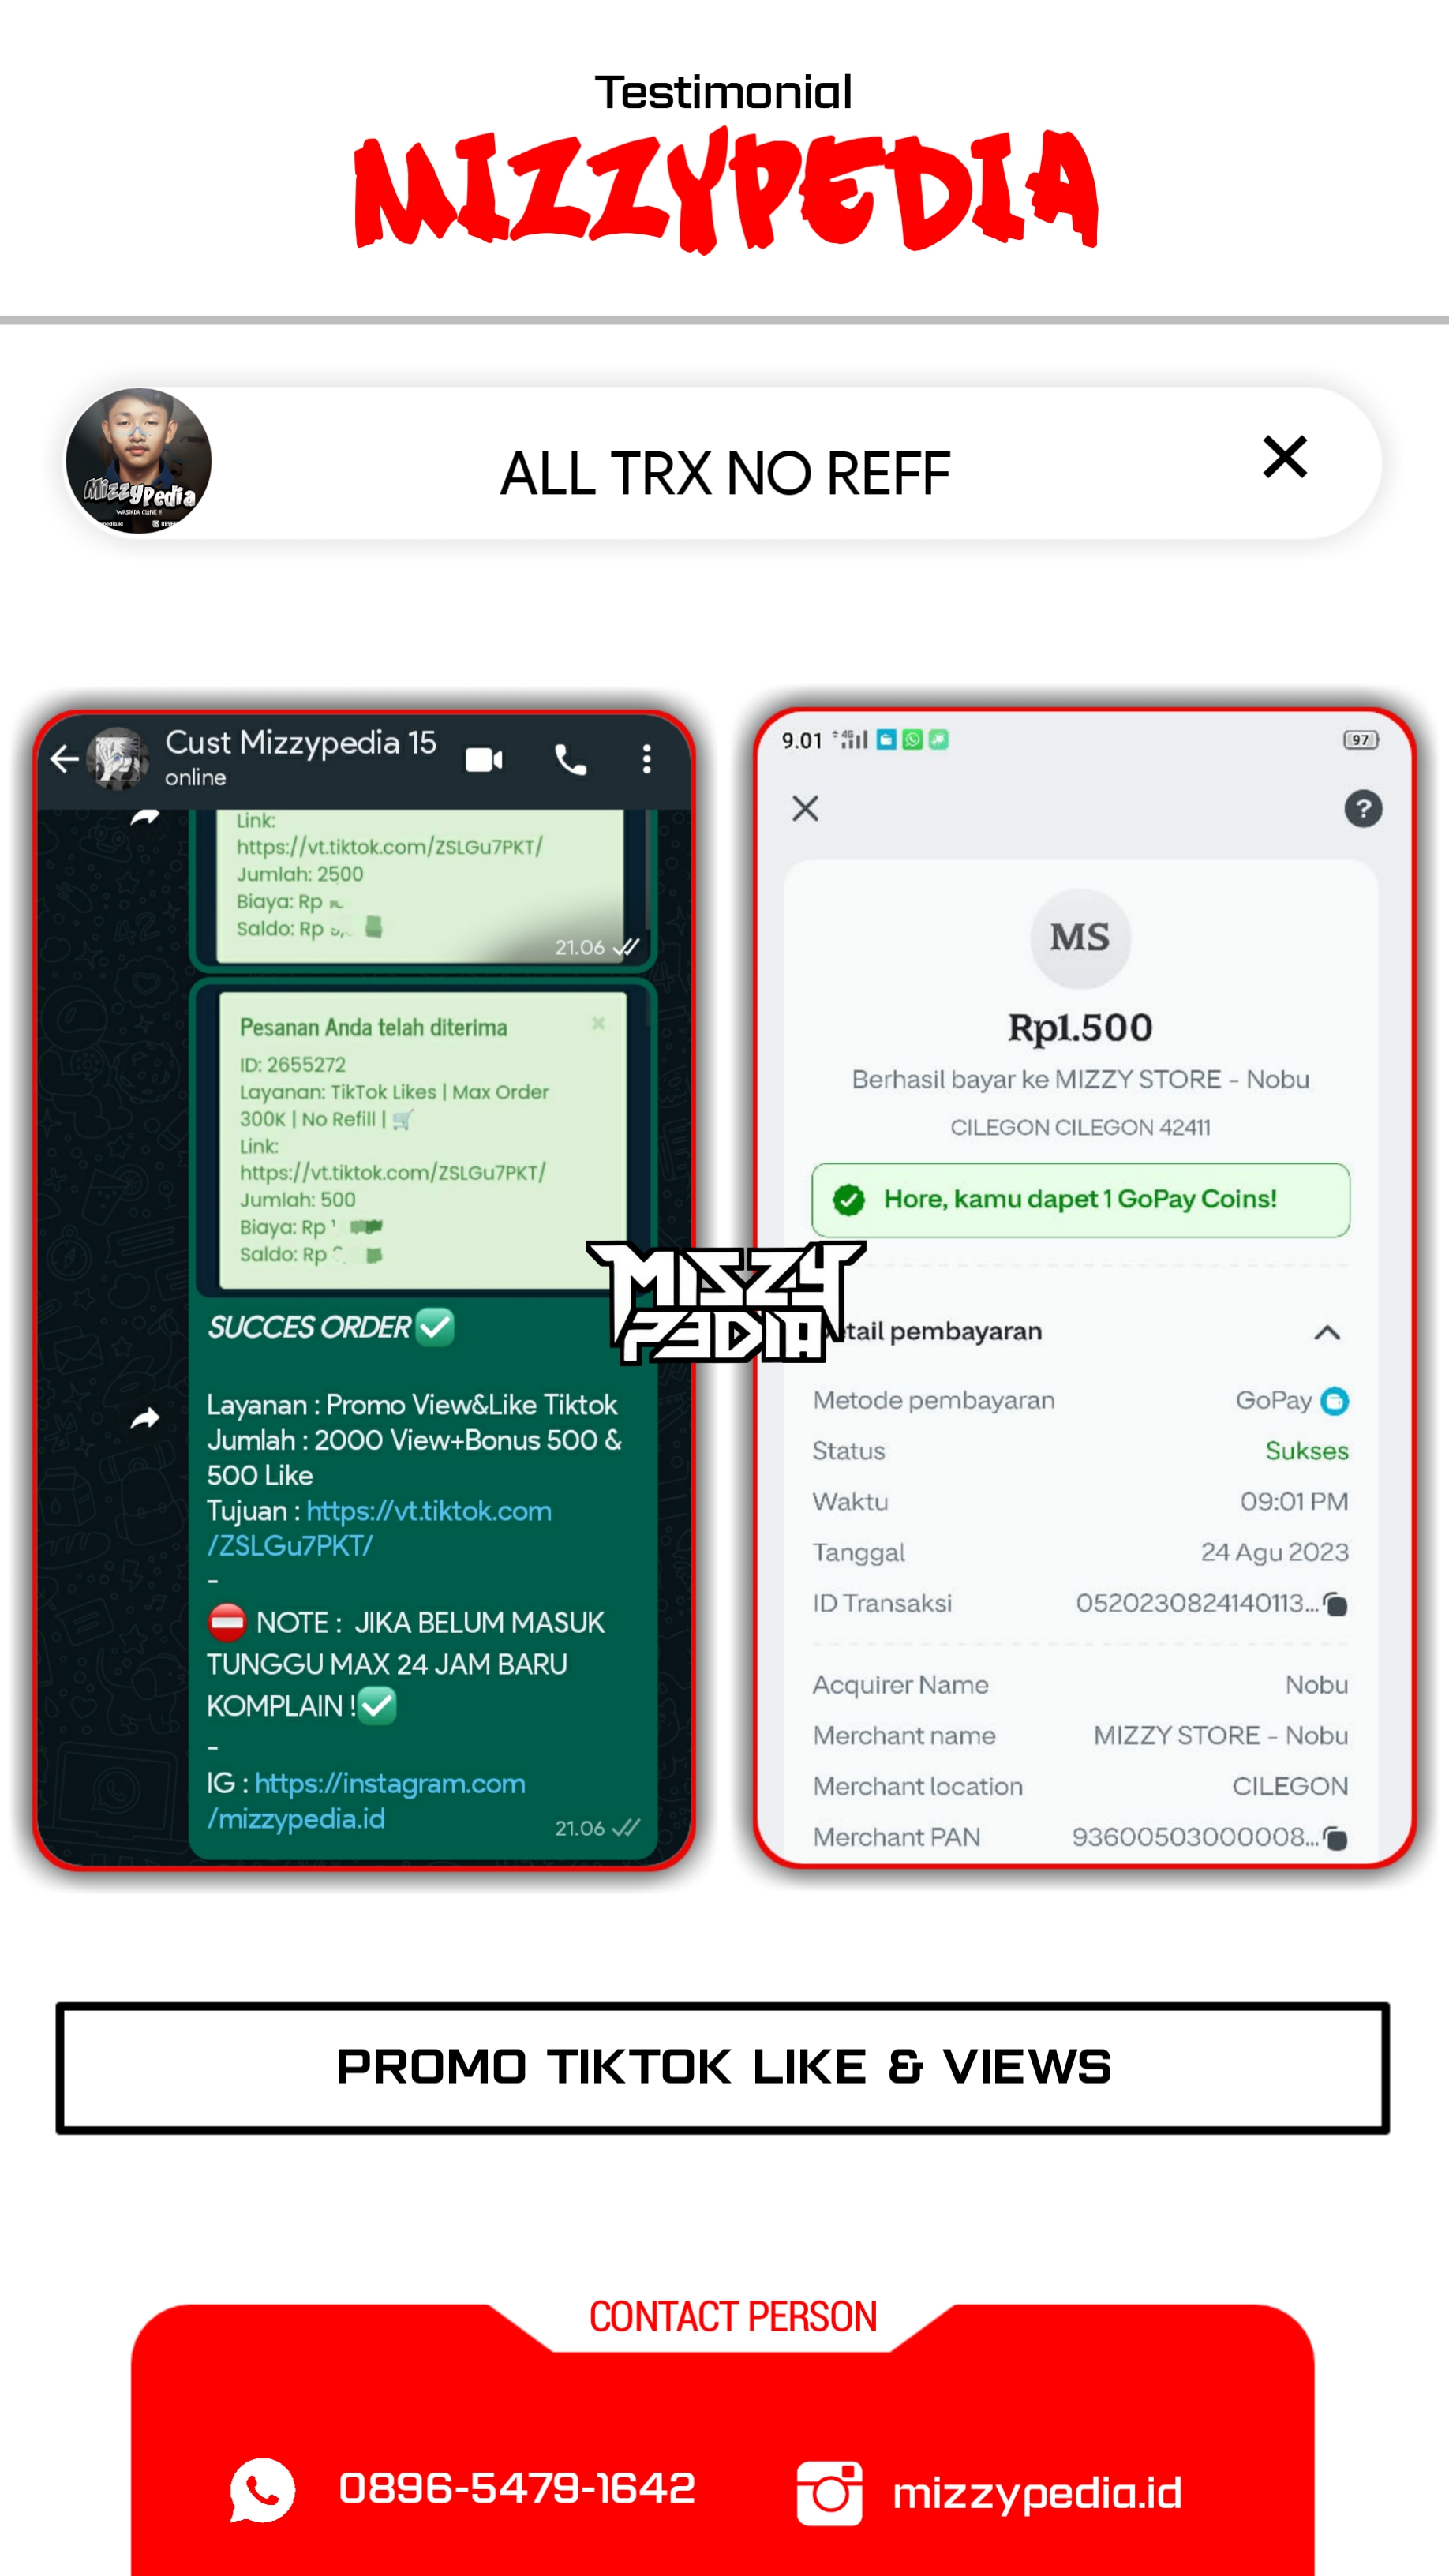 Testimonial
MIZZYPEDIA
ALL TRX NO REFF
MizzyPedia
WASPADA CLONE !!
Cust Mizzypedia 15
online
Link:
https://vt.tiktok.com/ZSLGu7PKT/
Jumlah: 2500
Biaya: Rp
Saldo: Rp
21.06
Pesanan Anda telah diterima
ID: 2655272
Layanan: TikTok Likes | Max Order
300K | No Refill | 🛒
Link:
https://vt.tiktok.com/ZSLGu7PKT/
Jumlah: 500
Biaya: Rp
Saldo: Rp
SUCCES ORDER✅
Layanan : Promo View&Like Tiktok
Jumlah : 2000 View+Bonus 500 &
500 Like
Tujuan : https://vt.tiktok.com
/ZSLGu7PKT/
-
⛔ NOTE : JIKA BELUM MASUK
TUNGGU MAX 24 JAM BARU
KOMPLAIN !✅
-
IG : https://instagram.com
/mizzypedia.id
21.06
MIZZY
P3DIA
9.01
4G
97
MS
Rp1.500
Berhasil bayar ke MIZZY STORE - Nobu
CILEGON CILEGON 42411
Hore, kamu dapet 1 GoPay Coins!
tail pembayaran
Metode pembayaran GoPay
Status Sukses
Waktu 09:01 PM
Tanggal 24 Agu 2023
ID Transaksi 0520230824140113...
Acquirer Name Nobu
Merchant name MIZZY STORE - Nobu
Merchant location CILEGON
Merchant PAN 93600503000008...
PROMO TIKTOK LIKE & VIEWS
CONTACT PERSON
0896-5479-1642
mizzypedia.id